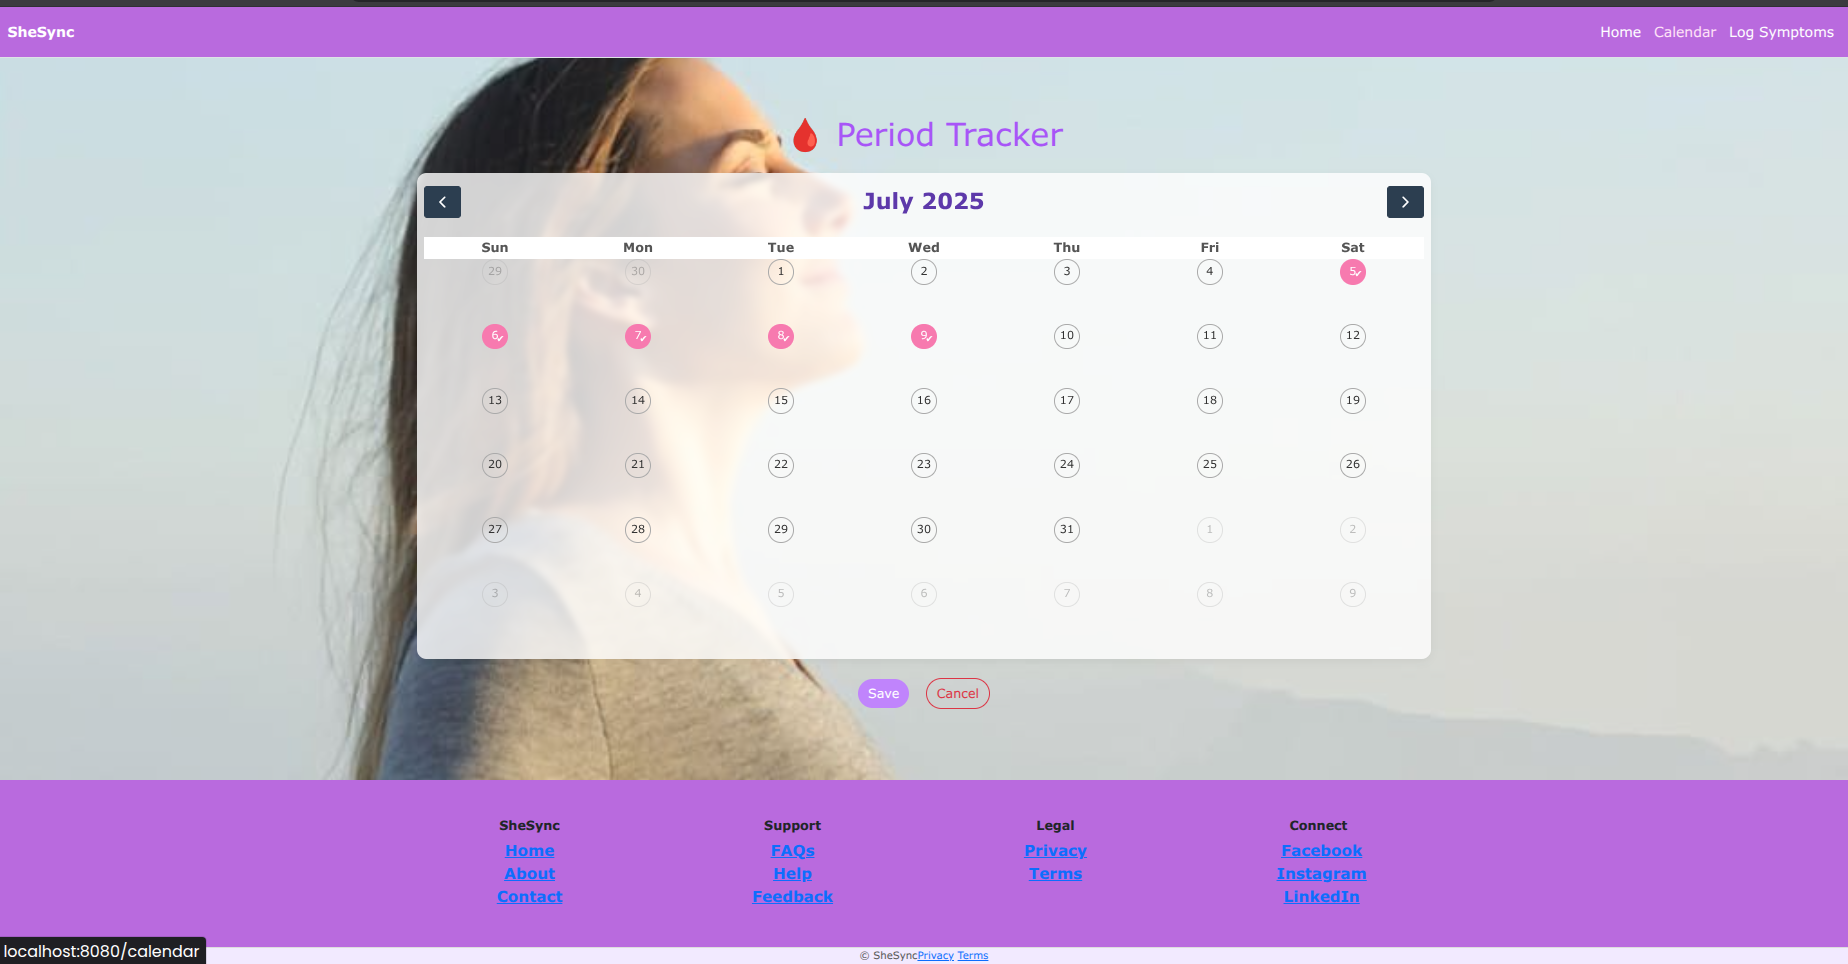 SheSync
Home Calendar Log Symptoms
Period Tracker
July 2025
Sun Mon Tue Wed Thu Fri Sat
29 30 1 2 3 4 5
6 7 8 9 10 11 12
13 14 15 16 17 18 19
20 21 22 23 24 25 26
27 28 29 30 31 1 2
3 4 5 6 7 8 9
Save Cancel
SheSync Support Legal Connect
Home FAQs Privacy Facebook
About Help Terms Instagram
Contact Feedback LinkedIn
localhost:8080/calendar
© SheSyncPrivacy Terms